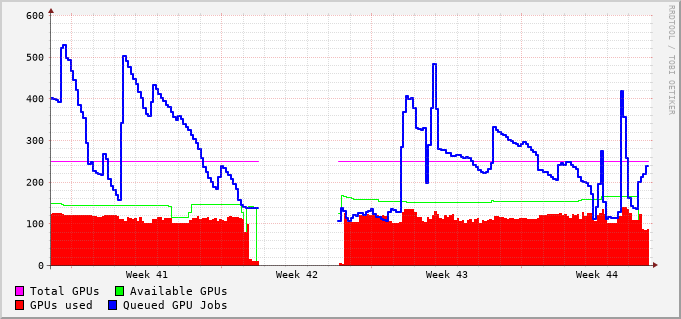 600
500
400
300
200
100
0
Week 41 Week 42 Week 43 Week 44
Total GPUs Available GPUs
GPUs used Queued GPU Jobs
RRDTOOL / TOBI OETIKER